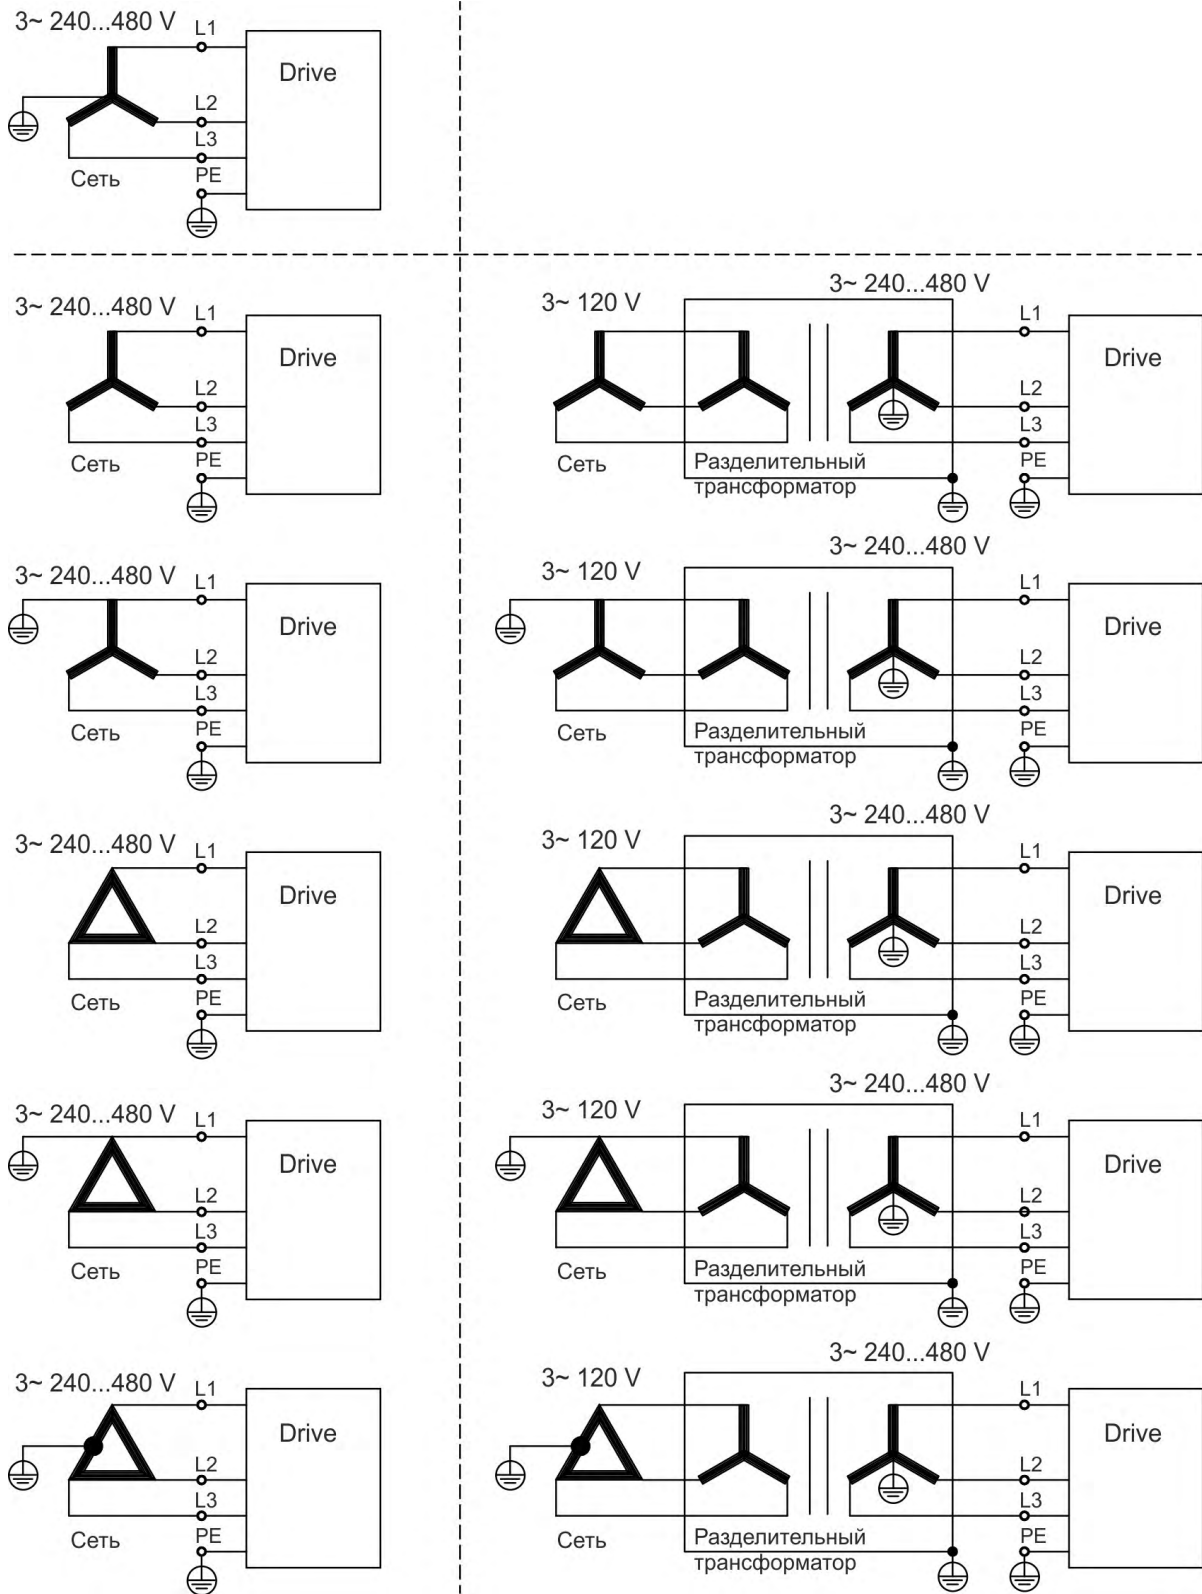 3~ 240...480 V
L1
Drive
L2
L3
Сеть
PE
3~ 240...480 V
L1
Drive
L2
L3
Сеть
PE
3~ 120 V
3~ 240...480 V
L1
Drive
L2
L3
Сеть
Разделительный
трансформатор
PE
3~ 240...480 V
L1
Drive
L2
L3
Сеть
PE
3~ 120 V
3~ 240...480 V
L1
Drive
L2
L3
Сеть
Разделительный
трансформатор
PE
3~ 240...480 V
L1
Drive
L2
L3
Сеть
PE
3~ 120 V
3~ 240...480 V
L1
Drive
L2
L3
Сеть
Разделительный
трансформатор
PE
3~ 240...480 V
L1
Drive
L2
L3
Сеть
PE
3~ 120 V
3~ 240...480 V
L1
Drive
L2
L3
Сеть
Разделительный
трансформатор
PE
3~ 240...480 V
L1
Drive
L2
L3
Сеть
PE
3~ 120 V
3~ 240...480 V
L1
Drive
L2
L3
Сеть
Разделительный
трансформатор
PE